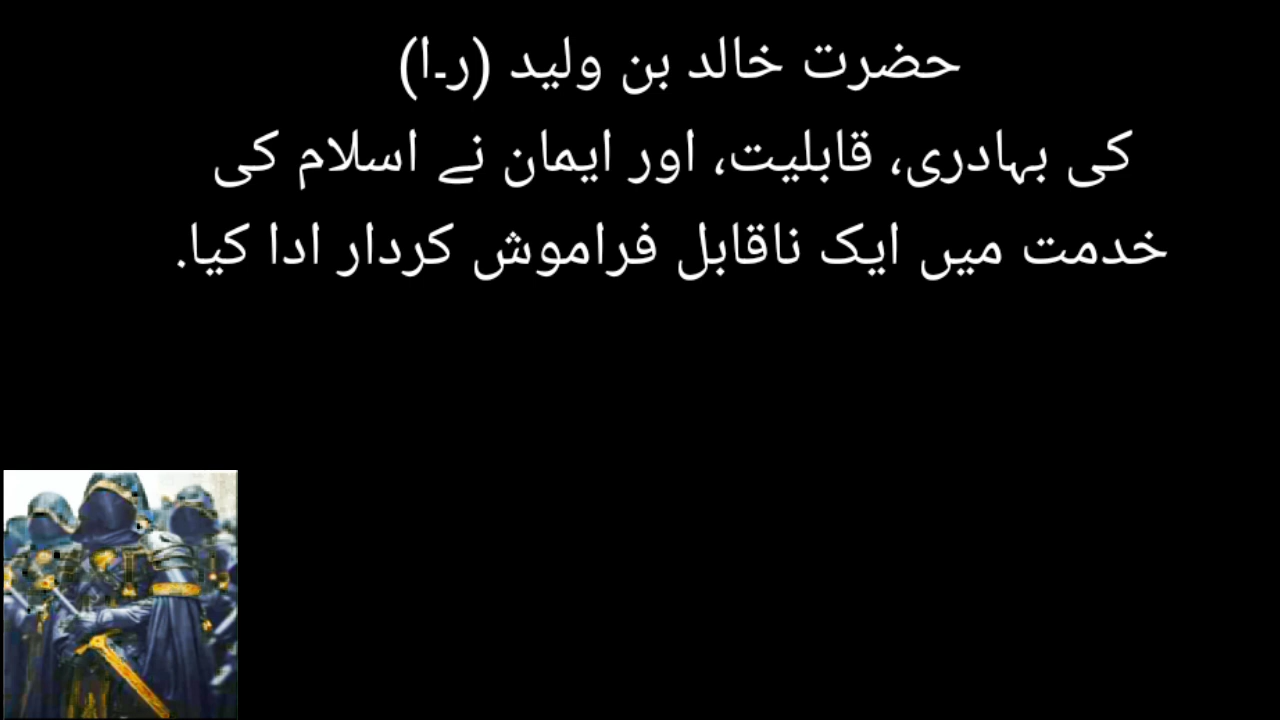 حضرت خالد بن ولید (ر۔ا)
کی بہادری، قابلیت، اور ایمان نے اسلام کی
خدمت میں ایک ناقابل فراموش کردار ادا کیا.